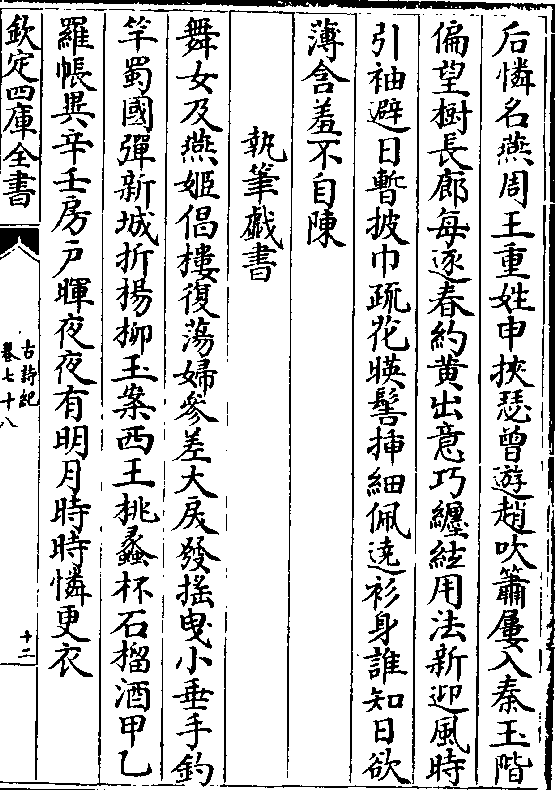 后憐名燕周王重姓申挾瑟曾遊趙吹簫屢入秦玉階
偏望樹長廊每逐春約黃出意巧纒絃用法新迎風時
引袖避日暫披巾疏花暎髻揷細佩遶衫身誰知日欲
薄含羞不自陳
執筆戲書
舞女及燕姬倡樓復蕩婦參差大戾發搖曳小垂手釣
竿蜀國彈新城折楊栁玉案西王桃蠡杯石榴酒甲乙
羅帳異辛壬房戸暉夜夜有明月時時憐更衣
欽定四庫全書
古詩紀
卷七十八
十二